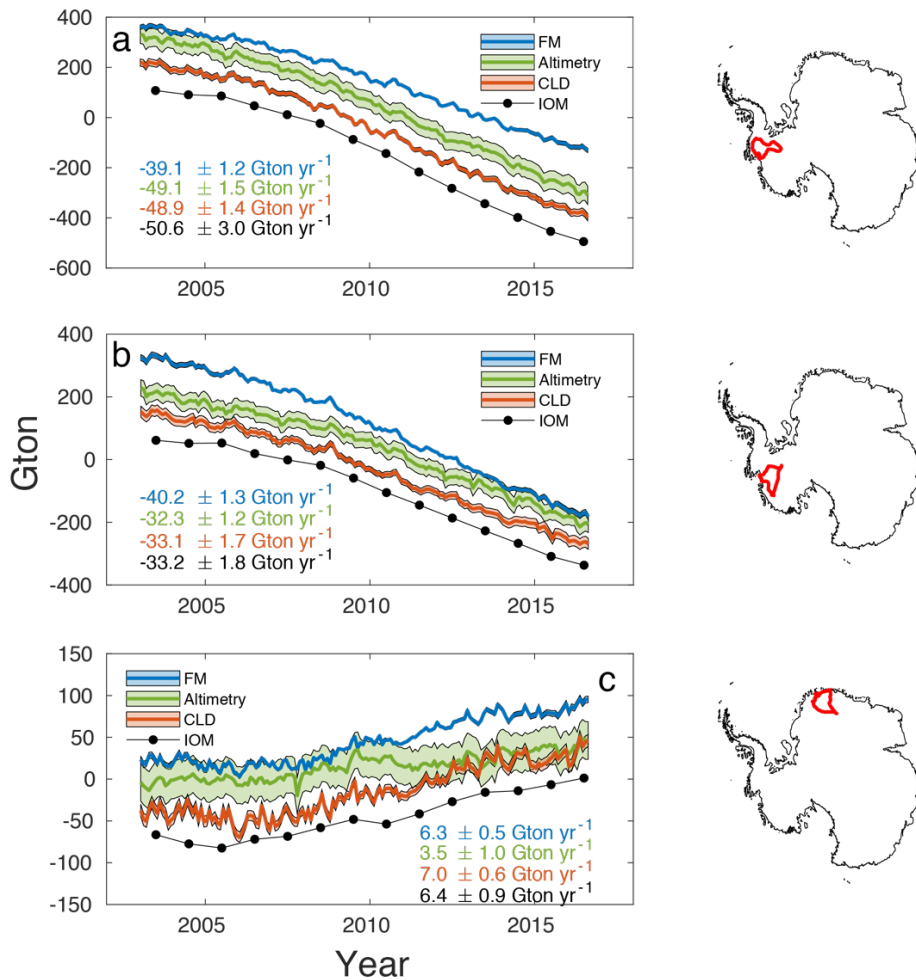 a
400
200
0
-200
-400
-600
FM
Altimetry
CLD
IOM
-39.1 ± 1.2 Gton yr-1
-49.1 ± 1.5 Gton yr-1
-48.9 ± 1.4 Gton yr-1
-50.6 ± 3.0 Gton yr-1
2005 2010 2015
b
400
200
0
-200
-400
FM
Altimetry
CLD
IOM
-40.2 ± 1.3 Gton yr-1
-32.3 ± 1.2 Gton yr-1
-33.1 ± 1.7 Gton yr-1
-33.2 ± 1.8 Gton yr-1
2005 2010 2015
Gton
c
150
100
50
0
-50
-100
-150
FM
Altimetry
CLD
IOM
6.3 ± 0.5 Gton yr-1
3.5 ± 1.0 Gton yr-1
7.0 ± 0.6 Gton yr-1
6.4 ± 0.9 Gton yr-1
2005 2010 2015
Year